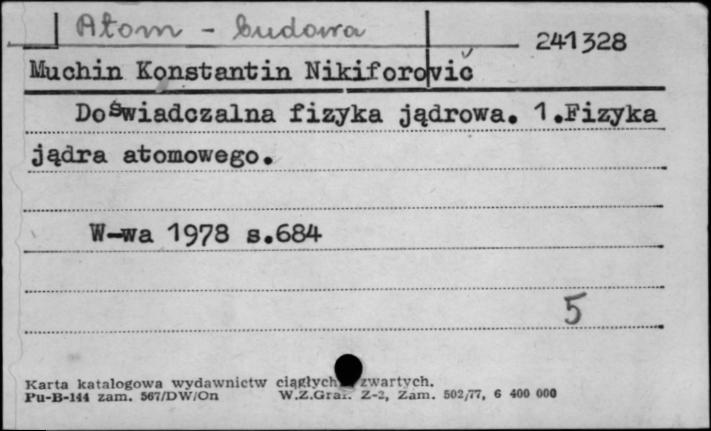 Atom - budowa
241328
Muchin Konstantin Nikiforovič
Doświadczalna fizyka jądrowa. 1.Fizyka
jądra atomowego.
W-wa 1978 s.684
5
Karta katalogowa wydawnictw ciągłych zwartych.
Pu-B-144 zam. 567/DW/On W.Z.Graf. Z-2, Zam. 502/77, 6 400 000